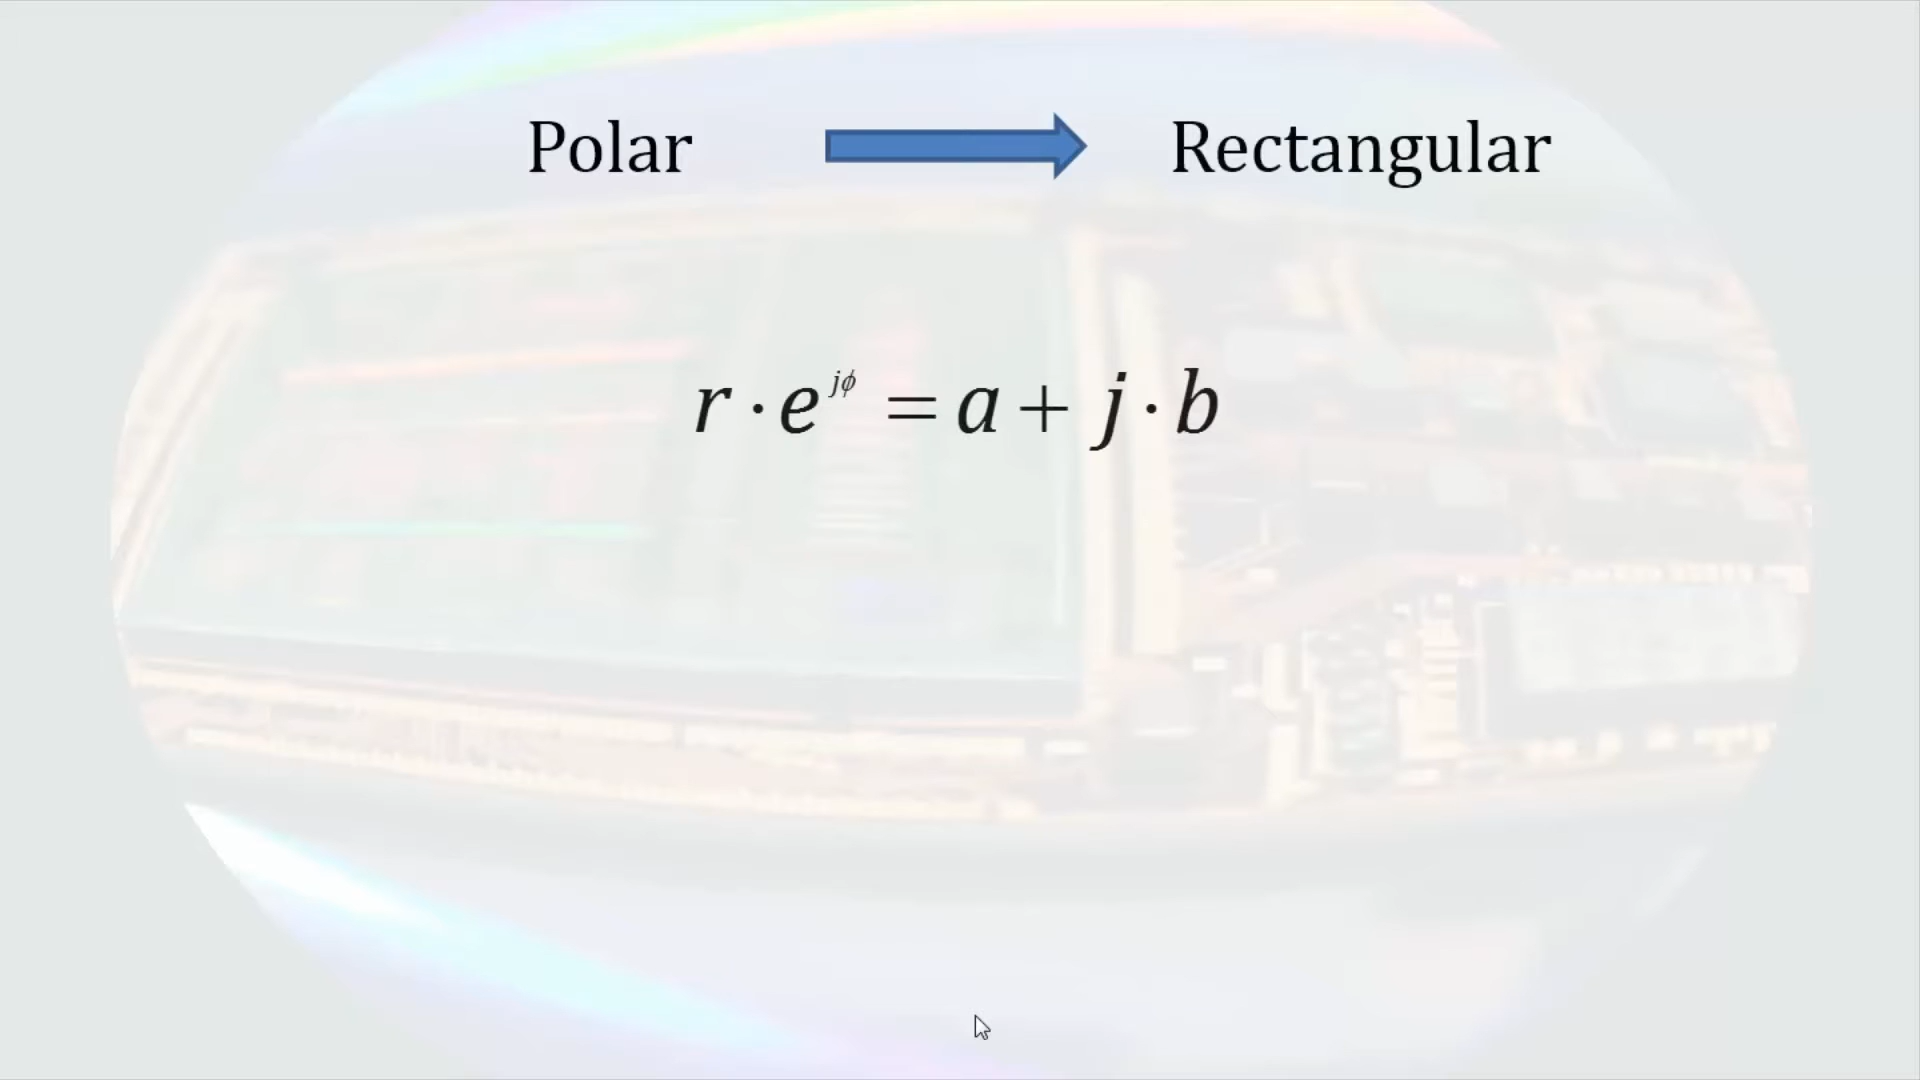 Polar Rectangular
r · e^{jϕ} = a + j · b